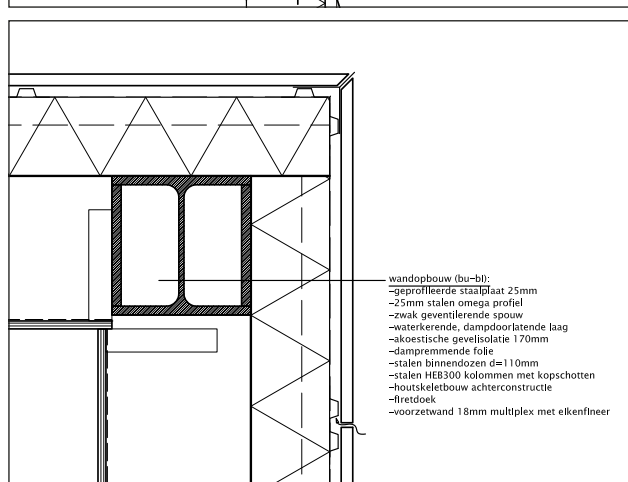 wandopbouw (bu-bi):
-geprofileerde staalplaat 25mm
-25mm stalen omega profiel
-zwak geventilerende spouw
-waterkerende, dampdoorlatende laag
-akoestische gevelisolatie 170mm
-dampremmende folie
-stalen binnendozen d=110mm
-stalen HEB300 kolommen met kopschotten
-houtskeletbouw achterconstructie
-firetdoek
-voorzetwand 18mm multiplex met eikenfineer